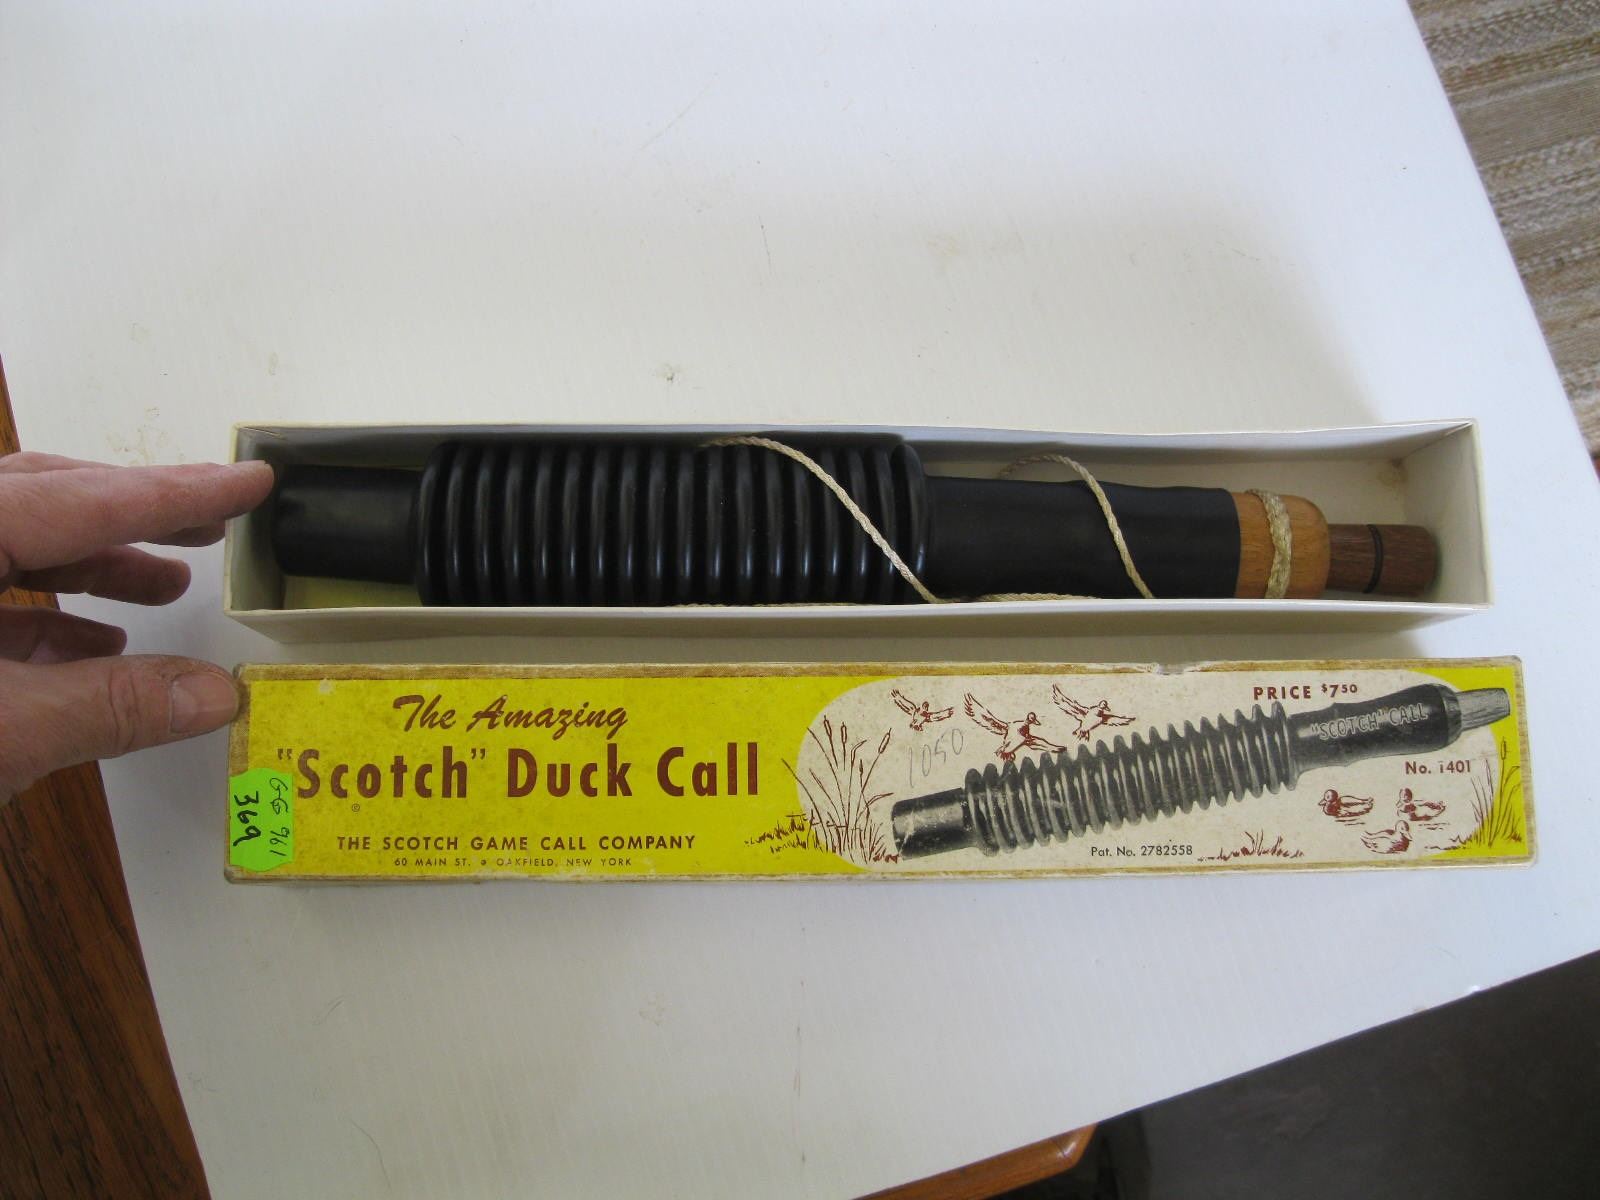 The Amazing
"Scotch" Duck Call
©
THE SCOTCH GAME CALL COMPANY
60 MAIN ST. OAKFIELD, NEW YORK
PRICE $7.50
"SCOTCH" CALL
No. 1401
1050
Pat. No. 2782558
GG 961
369